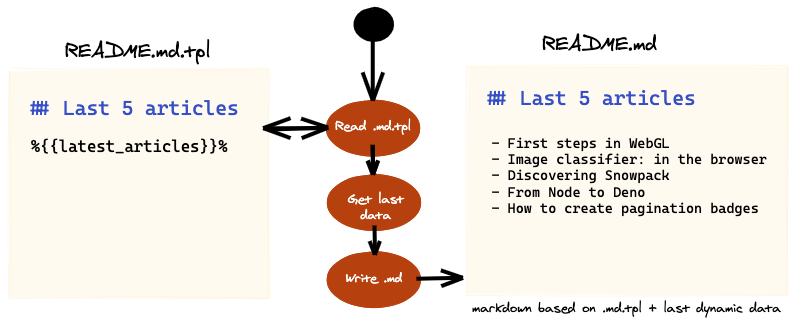 README.md.tpl
## Last 5 articles
%{{latest_articles}}%
Read .md.tpl
Get last
data
Write .md
README.md
## Last 5 articles
- First steps in WebGL
- Image classifier: in the browser
- Discovering Snowpack
- From Node to Deno
- How to create pagination badges
markdown based on .md.tpl + last dynamic data